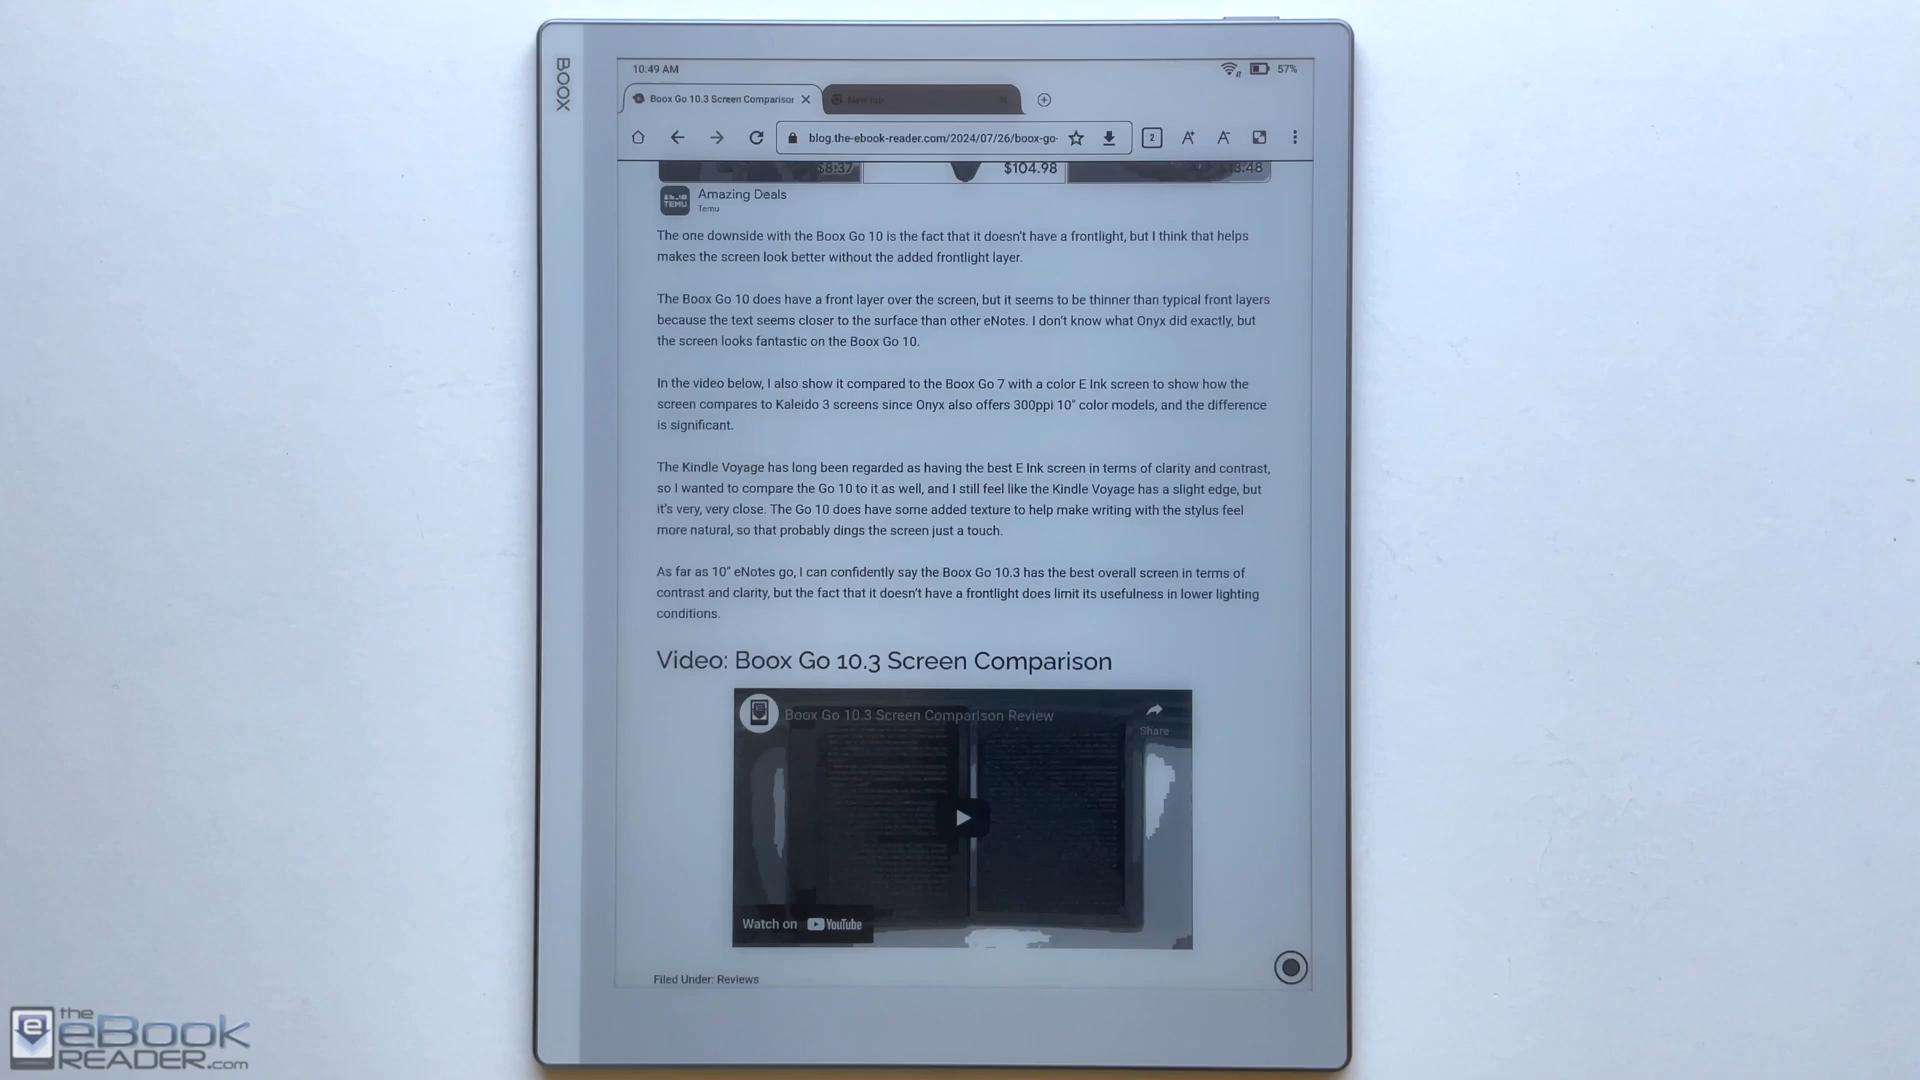 BOOX
10:49 AM
57%
Boox Go 10.3 Screen Comparison
New tab
blog.the-ebook-reader.com/2024/07/26/boox-go-
2
$8.37
$104.98
Amazing Deals
TEMU
Temu
The one downside with the Boox Go 10 is the fact that it doesn't have a frontlight, but I think that helps
makes the screen look better without the added frontlight layer.
The Boox Go 10 does have a front layer over the screen, but it seems to be thinner than typical front layers
because the text seems closer to the surface than other eNotes. I don't know what Onyx did exactly, but
the screen looks fantastic on the Boox Go 10.
In the video below, I also show it compared to the Boox Go 7 with a color E Ink screen to show how the
screen compares to Kaleido 3 screens since Onyx also offers 300ppi 10" color models, and the difference
is significant.
The Kindle Voyage has long been regarded as having the best E Ink screen in terms of clarity and contrast,
so I wanted to compare the Go 10 to it as well, and I still feel like the Kindle Voyage has a slight edge, but
it's very, very close. The Go 10 does have some added texture to help make writing with the stylus feel
more natural, so that probably dings the screen just a touch.
As far as 10" eNotes go, I can confidently say the Boox Go 10.3 has the best overall screen in terms of
contrast and clarity, but the fact that it doesn't have a frontlight does limit its usefulness in lower lighting
conditions.
Video: Boox Go 10.3 Screen Comparison
Boox Go 10.3 Screen Comparison Review
Share
Watch on YouTube
Filed Under: Reviews
the
eBook
READER.com